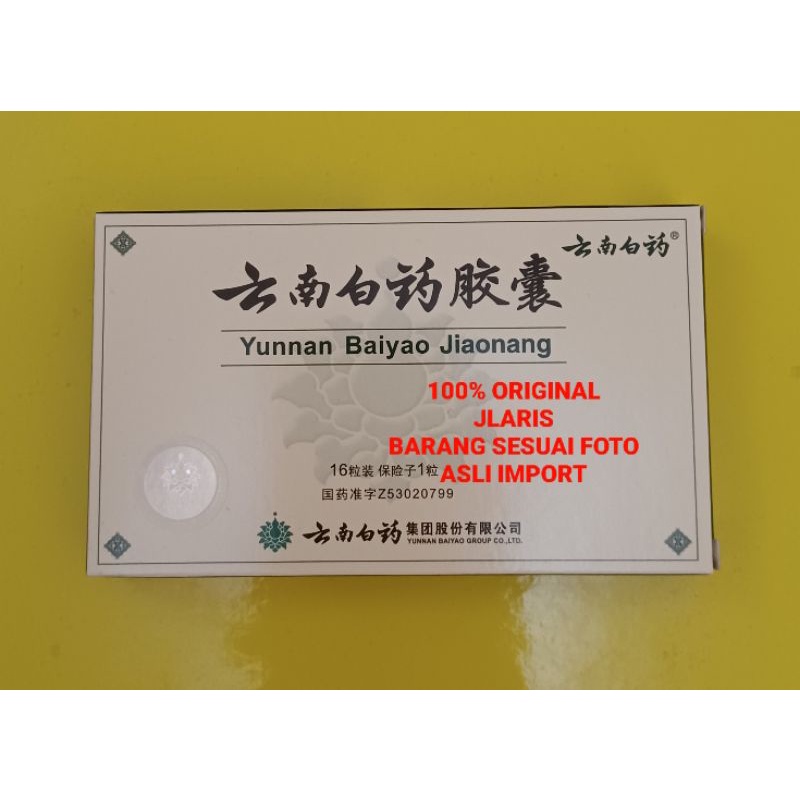 云南白药®
云南白药胶囊
Yunnan Baiyao Jiaonang
100% ORIGINAL
JLARIS
BARANG SESUAI FOTO
ASLI IMPORT
16粒装 保险子1粒
国药准字Z53020799
云南白药集团股份有限公司
YUNNAN BAIYAO GROUP CO.,LTD.